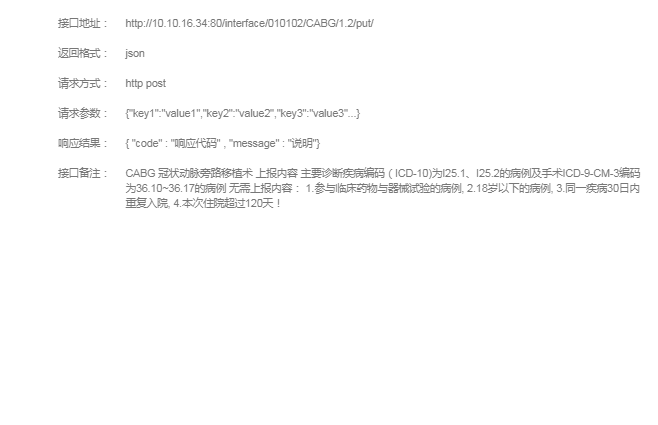 接口地址： http://10.10.16.34:80/interface/010102/CABG/1.2/put/
返回格式： json
请求方式： http post
请求参数： {"key1":"value1","key2":"value2","key3":"value3"...}
响应结果： { "code" : "响应代码" , "message" : "说明"}
接口备注： CABG 冠状动脉旁路移植术 上报内容 主要诊断疾病编码 ( ICD-10)为I25.1、I25.2的病例及手术ICD-9-CM-3编码
为36.10~36.17的病例 无需上报内容： 1.参与临床药物与器械试验的病例, 2.18岁以下的病例, 3.同一疾病30日内
重复入院, 4.本次住院超过120天！